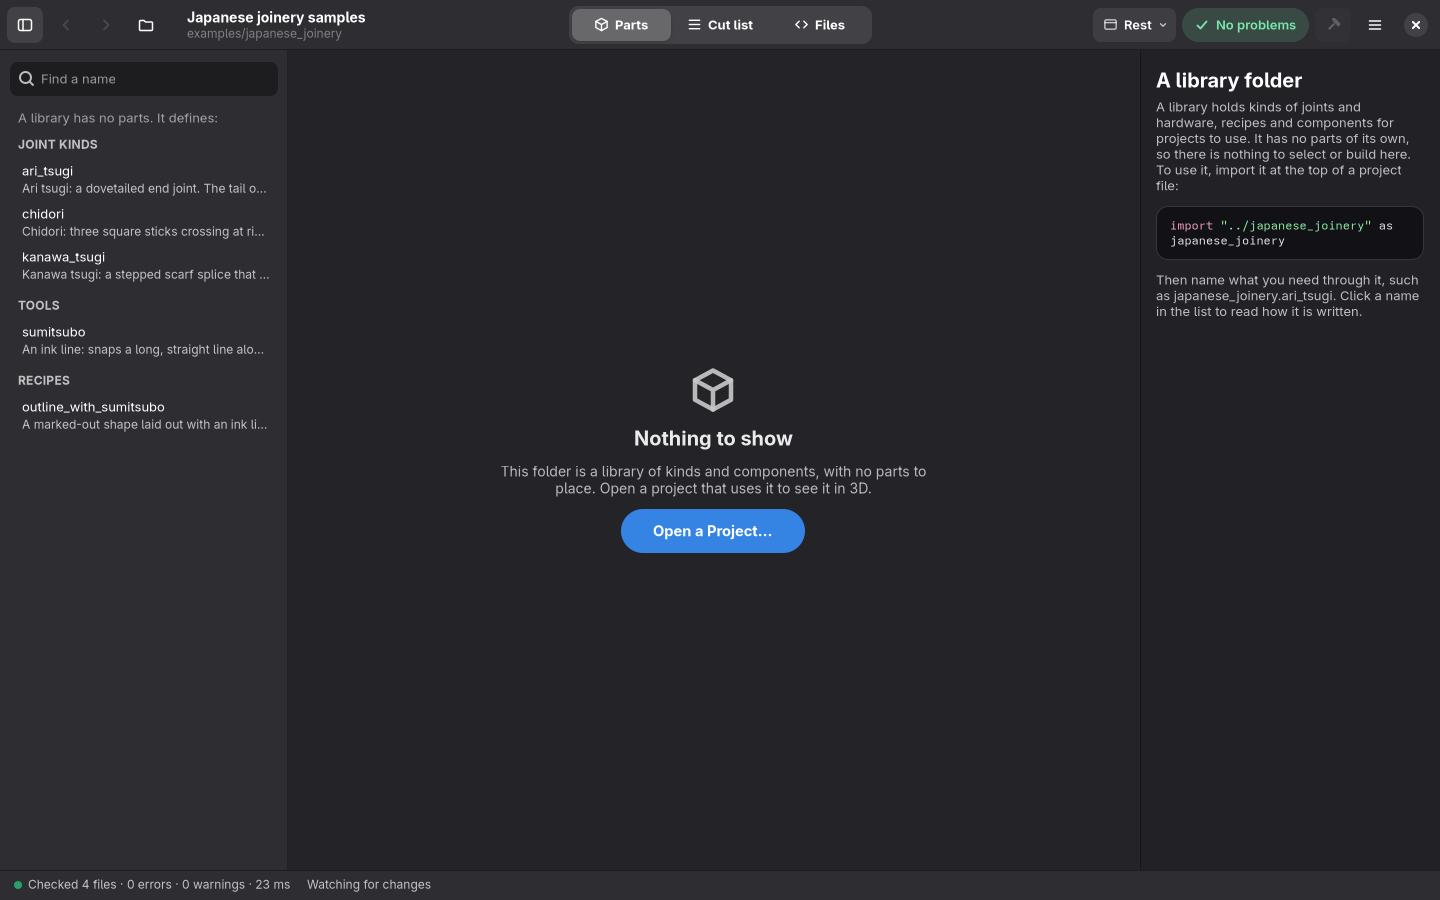 Japanese joinery samples
examples/japanese_joinery
Parts
Cut list
Files
Rest
No problems
Find a name
A library has no parts. It defines:
JOINT KINDS
ari_tsugi
Ari tsugi: a dovetailed end joint. The tail o...
chidori
Chidori: three square sticks crossing at ri...
kanawa_tsugi
Kanawa tsugi: a stepped scarf splice that ...
TOOLS
sumitsubo
An ink line: snaps a long, straight line alo...
RECIPES
outline_with_sumitsubo
A marked-out shape laid out with an ink li...
Nothing to show
This folder is a library of kinds and components, with no parts to
place. Open a project that uses it to see it in 3D.
Open a Project...
A library folder
A library holds kinds of joints and
hardware, recipes and components for
projects to use. It has no parts of its own,
so there is nothing to select or build here.
To use it, import it at the top of a project
file:
import "../japanese_joinery" as
japanese_joinery
Then name what you need through it, such
as japanese_joinery.ari_tsugi. Click a name
in the list to read how it is written.
Checked 4 files · 0 errors · 0 warnings · 23 ms
Watching for changes